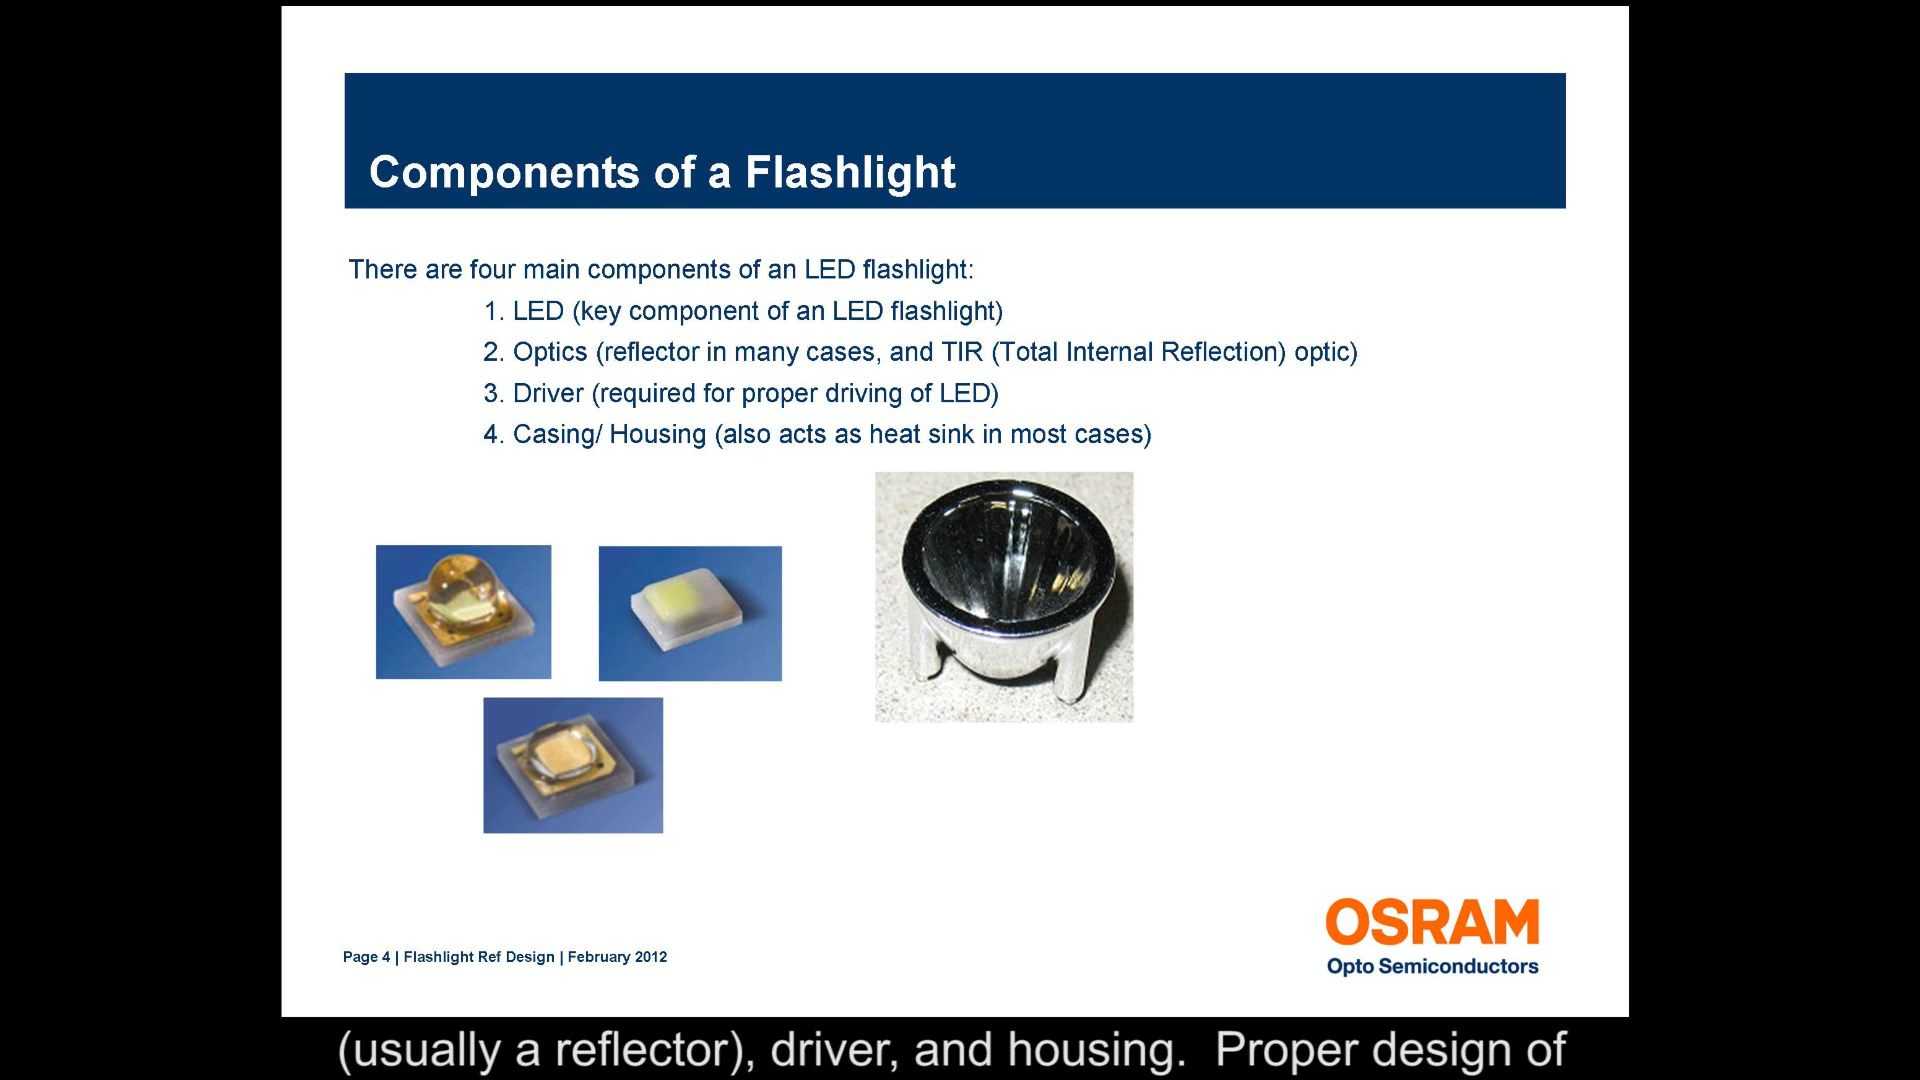 Components of a Flashlight
There are four main components of an LED flashlight:
1. LED (key component of an LED flashlight)
2. Optics (reflector in many cases, and TIR (Total Internal Reflection) optic)
3. Driver (required for proper driving of LED)
4. Casing/ Housing (also acts as heat sink in most cases)
OSRAM
Opto Semiconductors
Page 4 | Flashlight Ref Design | February 2012
(usually a reflector), driver, and housing.  Proper design of